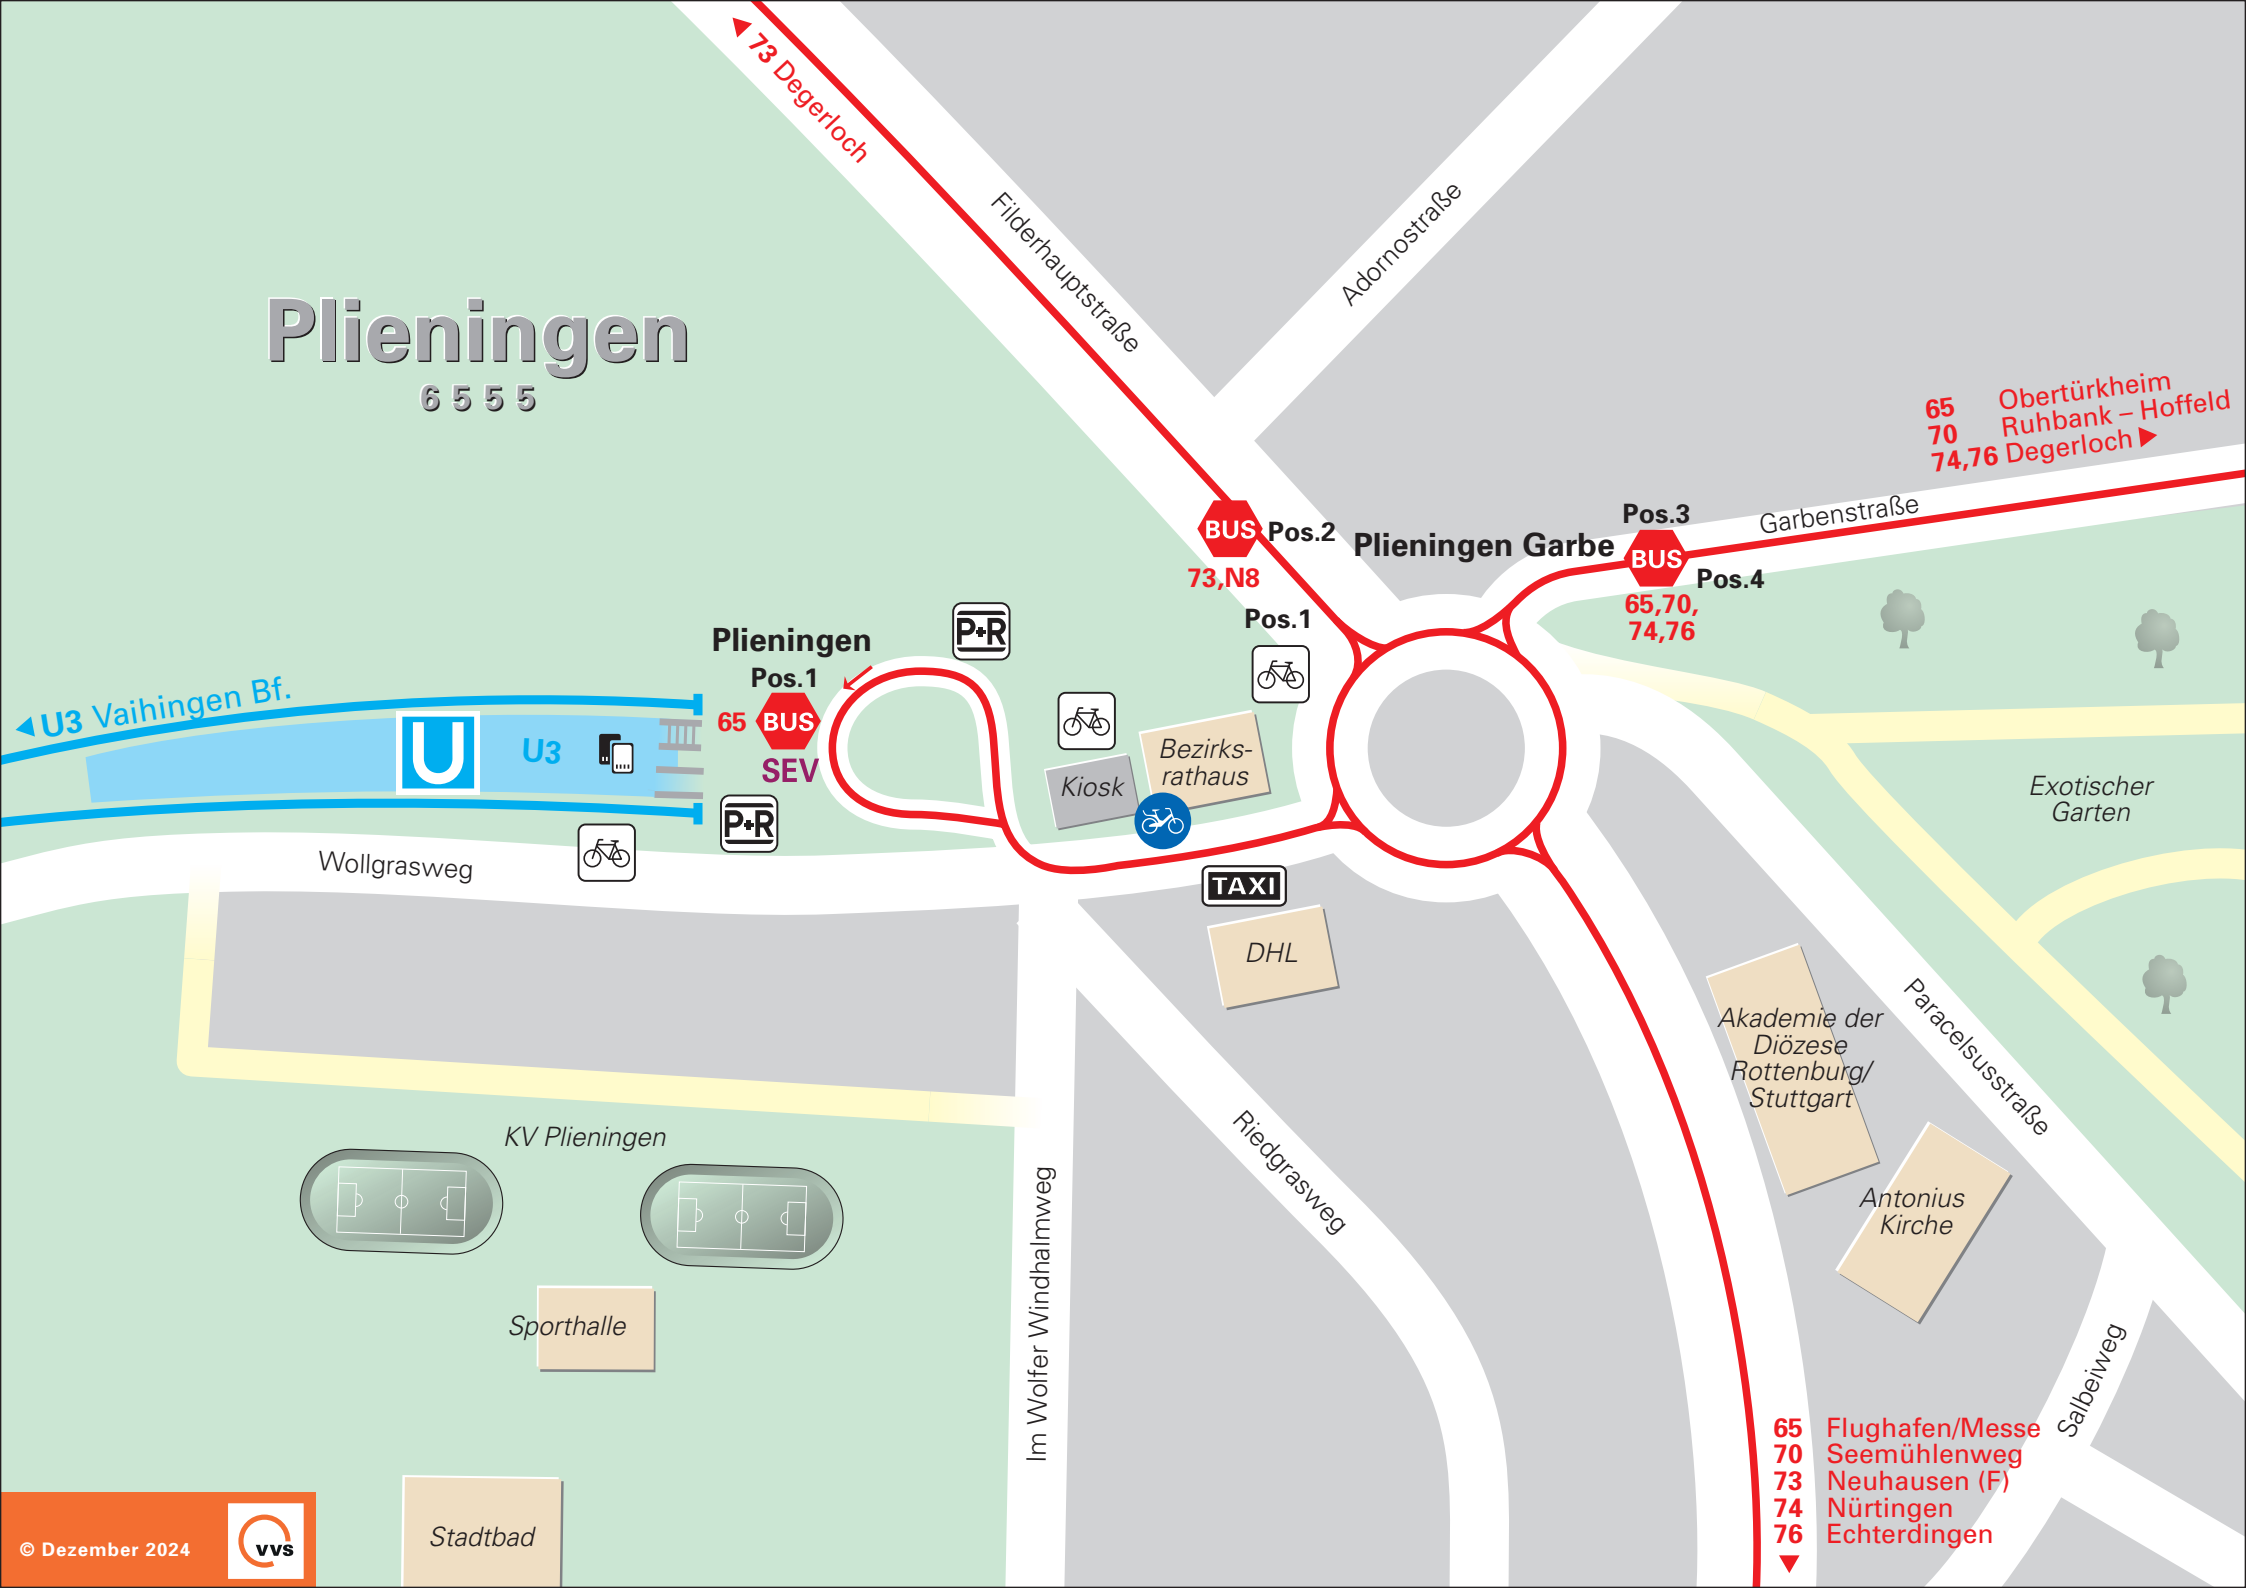 73 Degerloch
Filderhauptstraße
Adornostraße
Plieningen
6555
65 Obertürkheim
70 Ruhbank – Hoffeld
74,76 Degerloch
Garbenstraße
BUS
Pos.2
73,N8
Pos.1
Plieningen Garbe
Pos.3
BUS
Pos.4
65,70,
74,76
P+R
Plieningen
Pos.1
65
BUS
SEV
U3 Vaihingen Bf.
U
U3
P+R
Kiosk
Bezirks-
rathaus
Exotischer
Garten
Wollgrasweg
TAXI
DHL
Akademie der
Diözese
Rottenburg/
Stuttgart
Paracelsusstraße
KV Plieningen
Riedgrasweg
Im Wolfer Windhalmweg
Antonius
Kirche
Sporthalle
Salbeiweg
65 Flughafen/Messe
70 Seemühlenweg
73 Neuhausen (F)
74 Nürtingen
76 Echterdingen
Stadtbad
© Dezember 2024
vvs